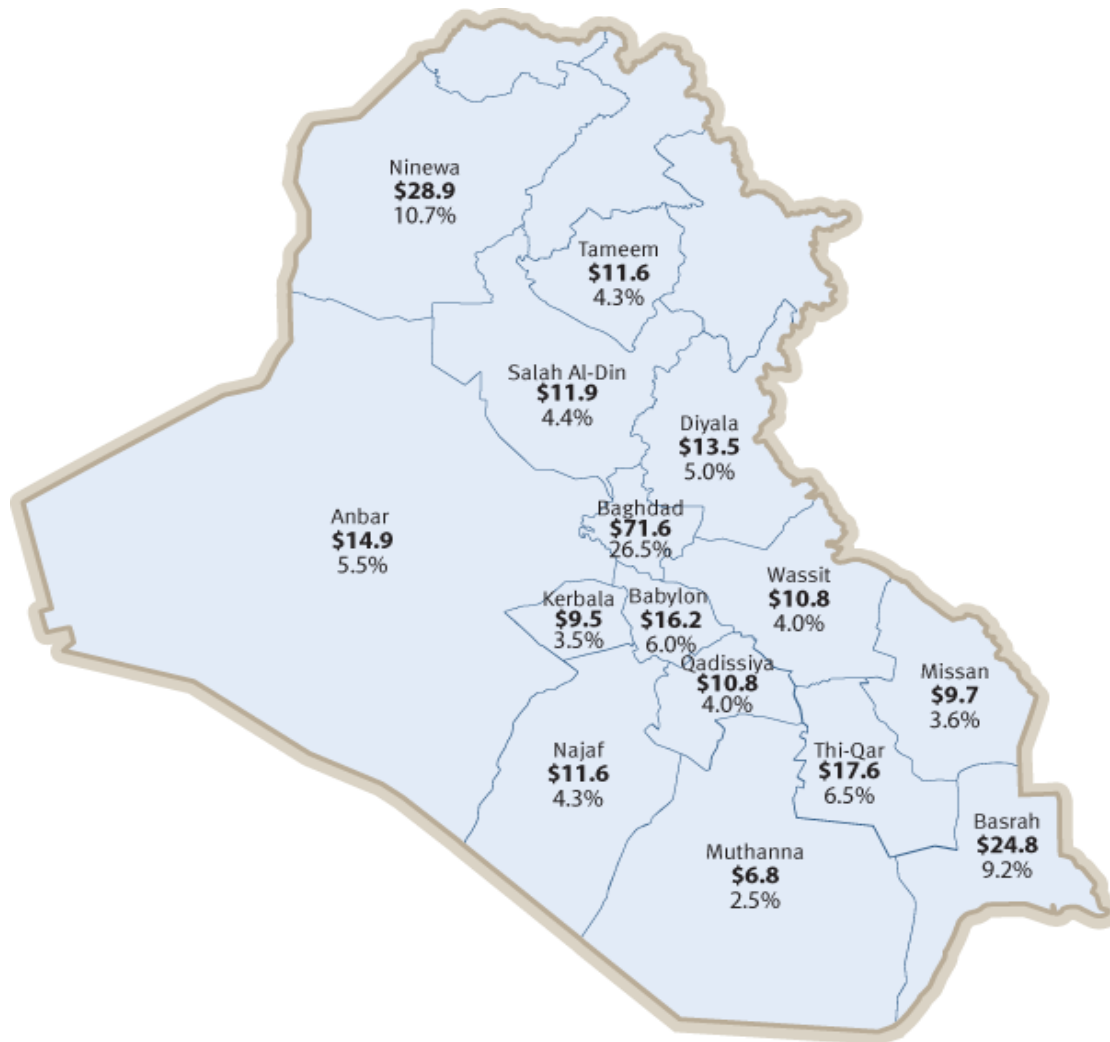 Ninewa
$28.9
10.7%
Tameem
$11.6
4.3%
Salah Al-Din
$11.9
4.4%
Diyala
$13.5
5.0%
Anbar
$14.9
5.5%
Baghdad
$71.6
26.5%
Wassit
$10.8
4.0%
Kerbala
$9.5
3.5%
Babylon
$16.2
6.0%
Qadissiya
$10.8
4.0%
Missan
$9.7
3.6%
Najaf
$11.6
4.3%
Thi-Qar
$17.6
6.5%
Basrah
$24.8
9.2%
Muthanna
$6.8
2.5%